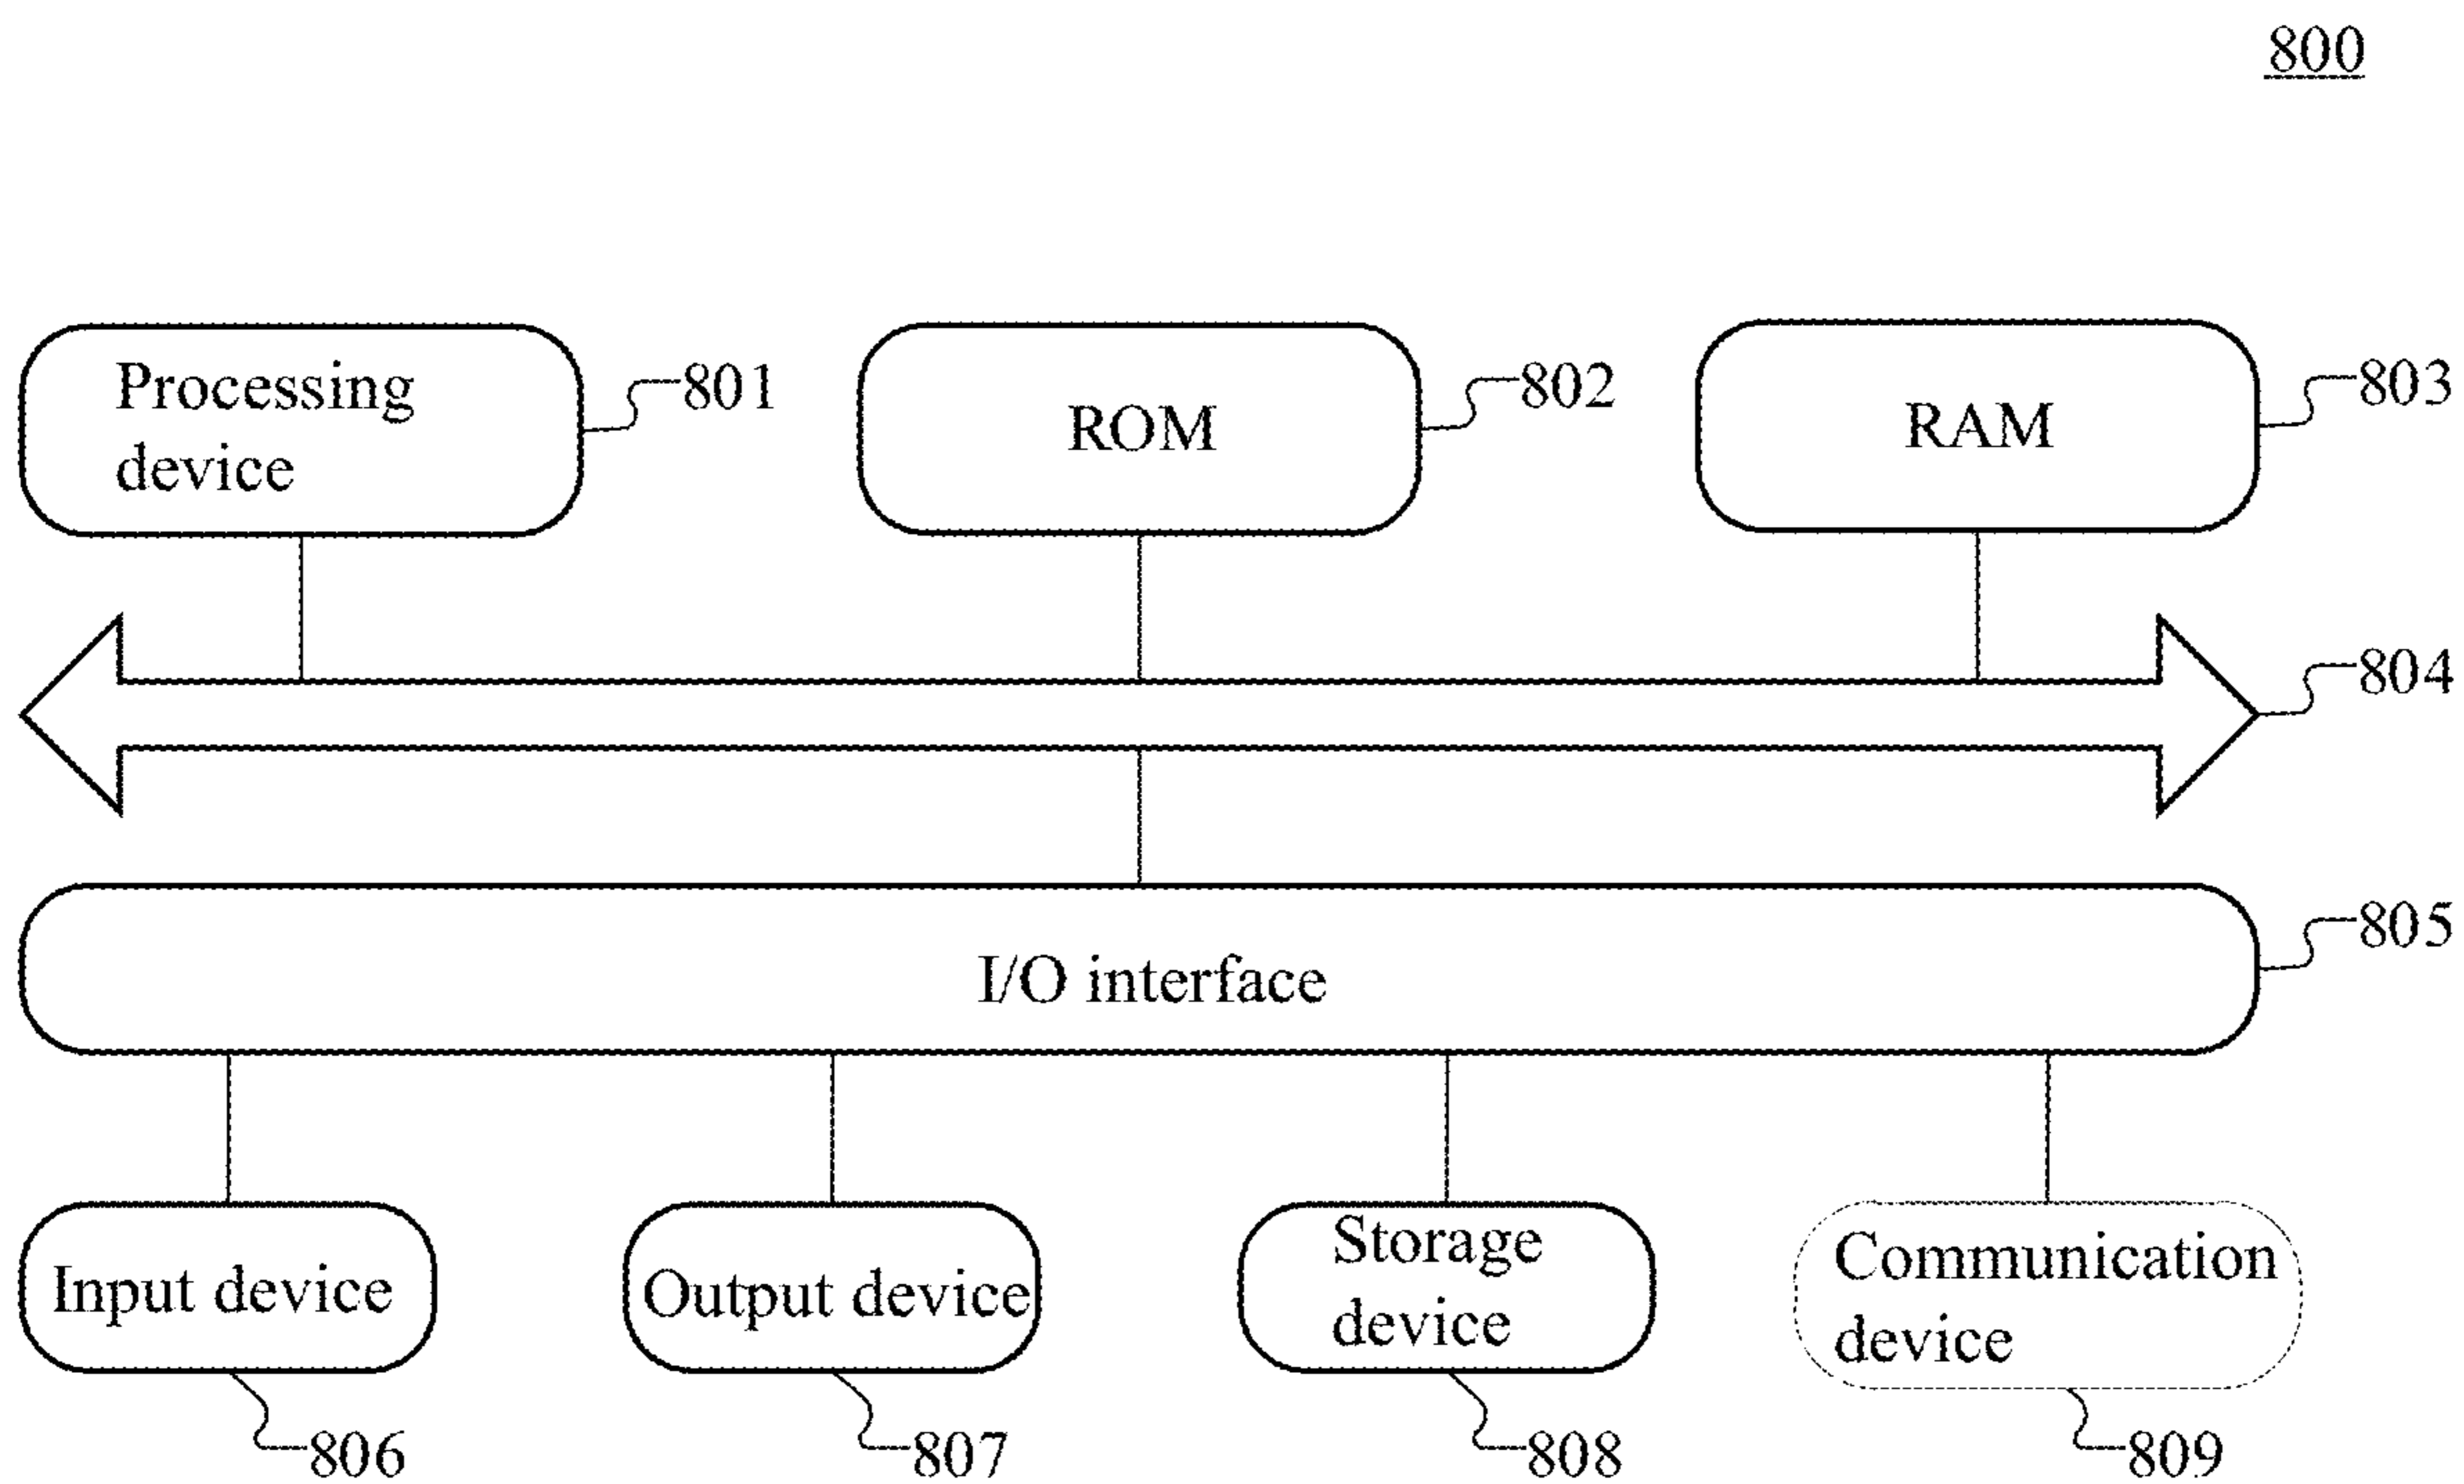 800
Processing
device
801
ROM
802
RAM
803
804
I/O interface
805
Input device
Output device
Storage
device
Communication
device
806
807
808
809